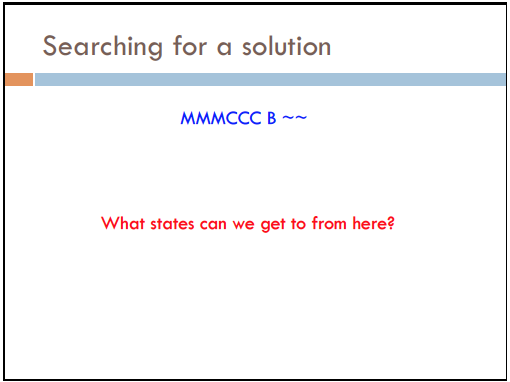 Searching for a solution
MMMCCC B ~~
What states can we get to from here?